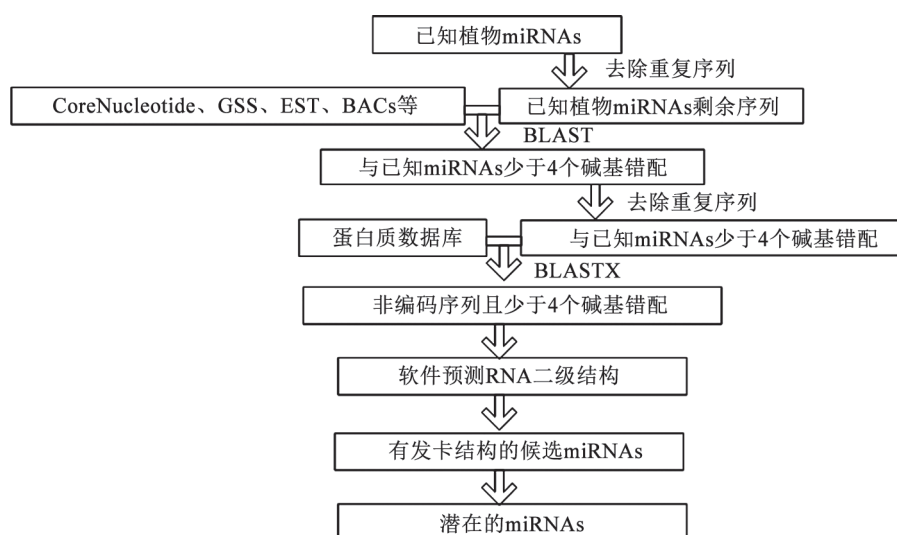 已知植物miRNAs
去除重复序列
CoreNucleotide、GSS、EST、BACs等
已知植物miRNAs剩余序列
BLAST
与已知miRNAs少于4个碱基错配
去除重复序列
蛋白质数据库
与已知miRNAs少于4个碱基错配
BLASTX
非编码序列且少于4个碱基错配
软件预测RNA二级结构
有发卡结构的候选miRNAs
潜在的miRNAs